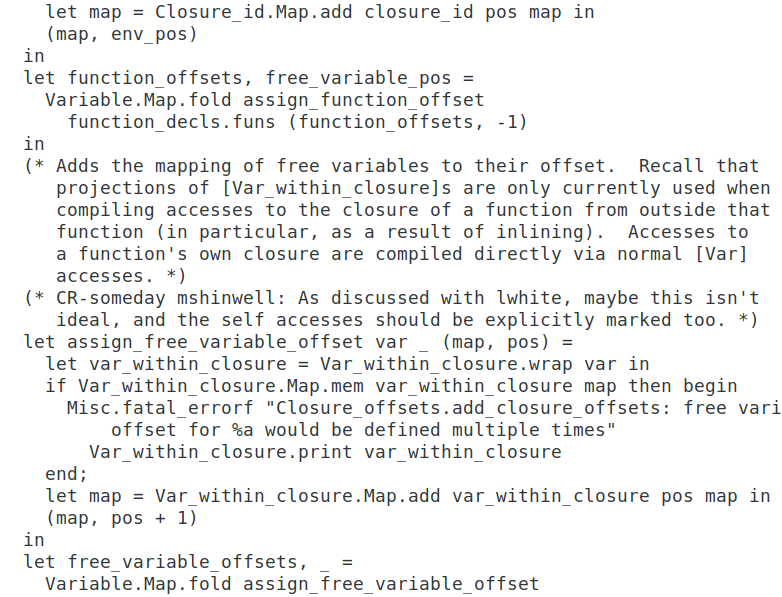 let map = Closure_id.Map.add closure_id pos map in
(map, env_pos)
in
let function_offsets, free_variable_pos =
Variable.Map.fold assign_function_offset
function_decls.funs (function_offsets, -1)
in
(* Adds the mapping of free variables to their offset.  Recall that
projections of [Var_within_closure]s are only currently used when
compiling accesses to the closure of a function from outside that
function (in particular, as a result of inlining).  Accesses to
a function's own closure are compiled directly via normal [Var]
accesses. *)
(* CR-someday mshinwell: As discussed with lwhite, maybe this isn't
ideal, and the self accesses should be explicitly marked too. *)
let assign_free_variable_offset var _ (map, pos) =
let var_within_closure = Var_within_closure.wrap var in
if Var_within_closure.Map.mem var_within_closure map then begin
Misc.fatal_errorf "Closure_offsets.add_closure_offsets: free vari
offset for %a would be defined multiple times"
Var_within_closure.print var_within_closure
end;
let map = Var_within_closure.Map.add var_within_closure pos map in
(map, pos + 1)
in
let free_variable_offsets, _ =
Variable.Map.fold assign_free_variable_offset